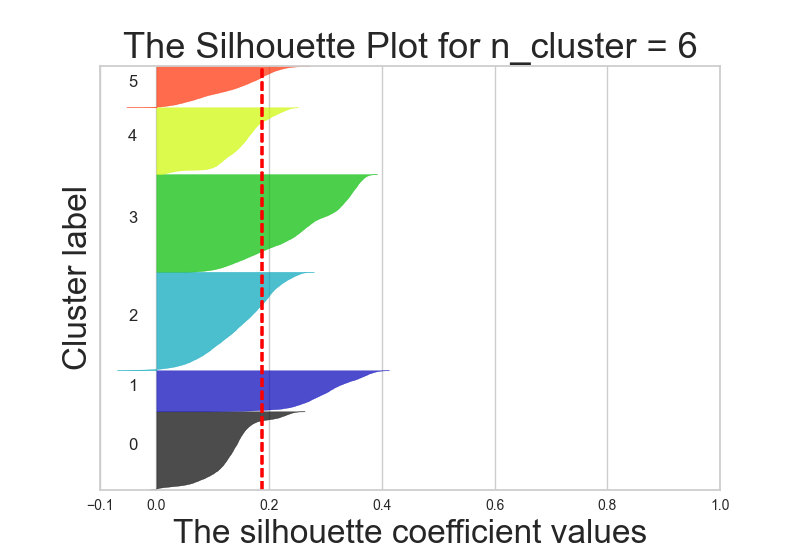 The Silhouette Plot for n_cluster = 6
Cluster label
5
4
3
2
1
0
−0.1 0.0 0.2 0.4 0.6 0.8 1.0
The silhouette coefficient values